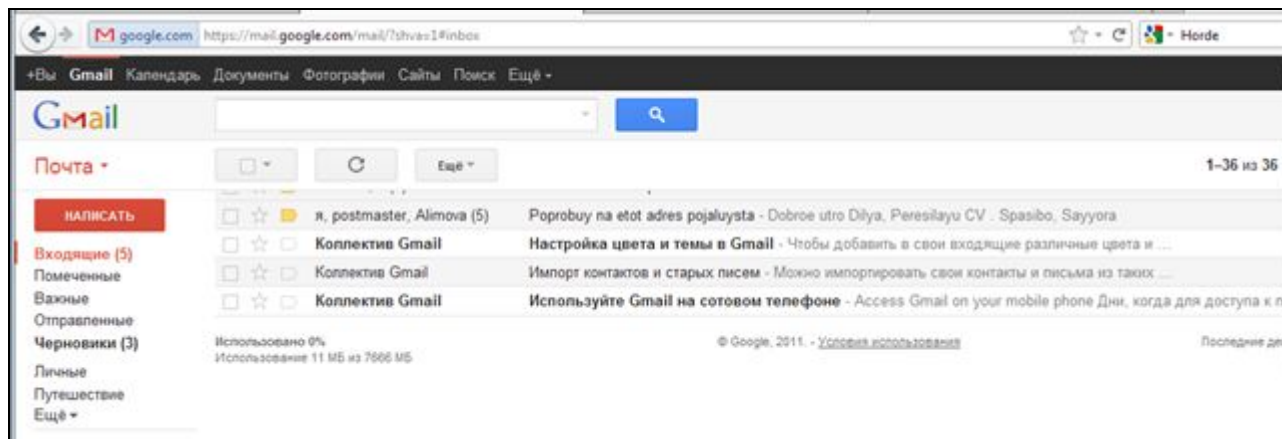 google.com https://mail.google.com/mail/?shva=1#inbox Horde
+Вы Gmail Календарь Документы Фотографии Сайты Поиск Ещё
Gmail
Почта Ещё 1–36 из 36
НАПИСАТЬ
Входящие (5)
Помеченные
Важные
Отправленные
Черновики (3)
Личные
Путешествие
Ещё
я, postmaster, Alimova (5) Poprobuy na etot adres pojaluysta - Dobroe utro Dilya, Peresilayu CV . Spasibo, Sayyora
Коллектив Gmail Настройка цвета и темы в Gmail - Чтобы добавить в свои входящие различные цвета и ...
Коллектив Gmail Импорт контактов и старых писем - Можно импортировать свои контакты и письма из таких ...
Коллектив Gmail Используйте Gmail на сотовом телефоне - Access Gmail on your mobile phone Дни, когда для доступа к
Использовано 0% © Google, 2011. - Условия использования Последние
Использование 11 МБ из 7666 МБ